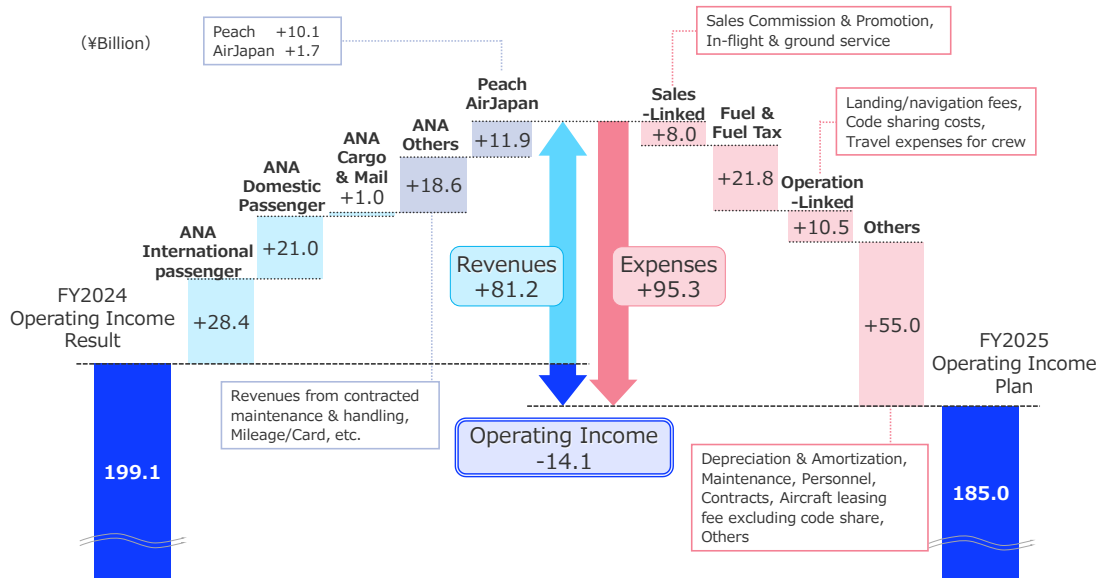 （¥Billion）
Peach +10.1
AirJapan +1.7
Sales Commission & Promotion,
In-flight & ground service
Landing/navigation fees,
Code sharing costs,
Travel expenses for crew
FY2024
Operating Income
Result
199.1
ANA
International
passenger
+28.4
ANA
Domestic
Passenger
+21.0
ANA
Cargo
& Mail
+1.0
ANA
Others
+18.6
Peach
AirJapan
+11.9
Revenues
+81.2
Expenses
+95.3
Sales
-Linked
+8.0
Fuel &
Fuel Tax
+21.8
Operation
-Linked
+10.5
Others
+55.0
Revenues from contracted
maintenance & handling,
Mileage/Card, etc.
Operating Income
-14.1
Depreciation & Amortization,
Maintenance, Personnel,
Contracts, Aircraft leasing
fee excluding code share,
Others
FY2025
Operating Income
Plan
185.0